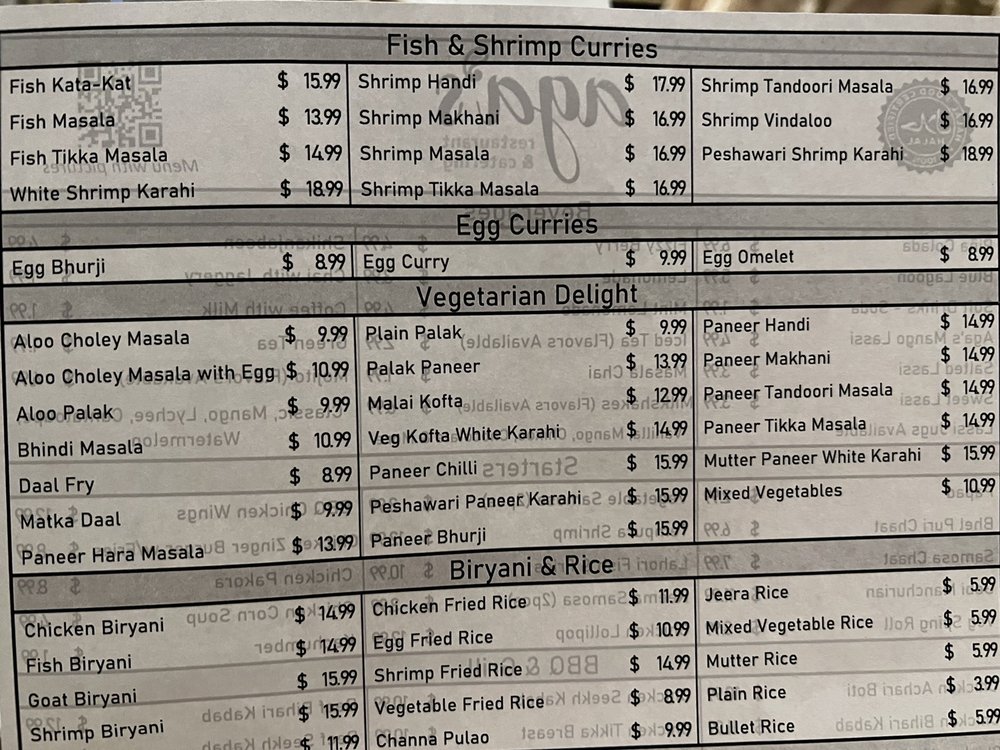 Fish & Shrimp Curries
Fish Kata-Kat $ 15.99
Fish Masala $ 13.99
Fish Tikka Masala $ 14.99
White Shrimp Karahi $ 18.99
Shrimp Handi $ 17.99
Shrimp Makhani $ 16.99
Shrimp Masala $ 16.99
Shrimp Tikka Masala $ 16.99
Shrimp Tandoori Masala $ 16.99
Shrimp Vindaloo $ 16.99
Peshawari Shrimp Karahi $ 18.99
Egg Curries
Egg Bhurji $ 8.99
Egg Curry $ 9.99
Egg Omelet $ 8.99
Vegetarian Delight
Aloo Choley Masala $ 9.99
Aloo Choley Masala with Egg $ 10.99
Aloo Palak $ 9.99
Bhindi Masala $ 10.99
Daal Fry $ 8.99
Matka Daal $ 9.99
Paneer Hara Masala $ 13.99
Plain Palak $ 9.99
Palak Paneer $ 13.99
Malai Kofta $ 12.99
Veg Kofta White Karahi $ 14.99
Paneer Chilli $ 15.99
Peshawari Paneer Karahi $ 15.99
Paneer Bhurji $ 15.99
Paneer Handi $ 14.99
Paneer Makhani $ 14.99
Paneer Tandoori Masala $ 14.99
Paneer Tikka Masala $ 14.99
Mutter Paneer White Karahi $ 15.99
Mixed Vegetables $ 10.99
Biryani & Rice
Chicken Biryani $ 14.99
Fish Biryani $ 14.99
Goat Biryani $ 15.99
Shrimp Biryani $ 15.99
$ 11.99
Chicken Fried Rice $ 11.99
Egg Fried Rice $ 10.99
Shrimp Fried Rice $ 14.99
Vegetable Fried Rice $ 8.99
Channa Pulao $ 9.99
Jeera Rice $ 5.99
Mixed Vegetable Rice $ 5.99
Mutter Rice $ 5.99
Plain Rice $ 3.99
Bullet Rice $ 5.99